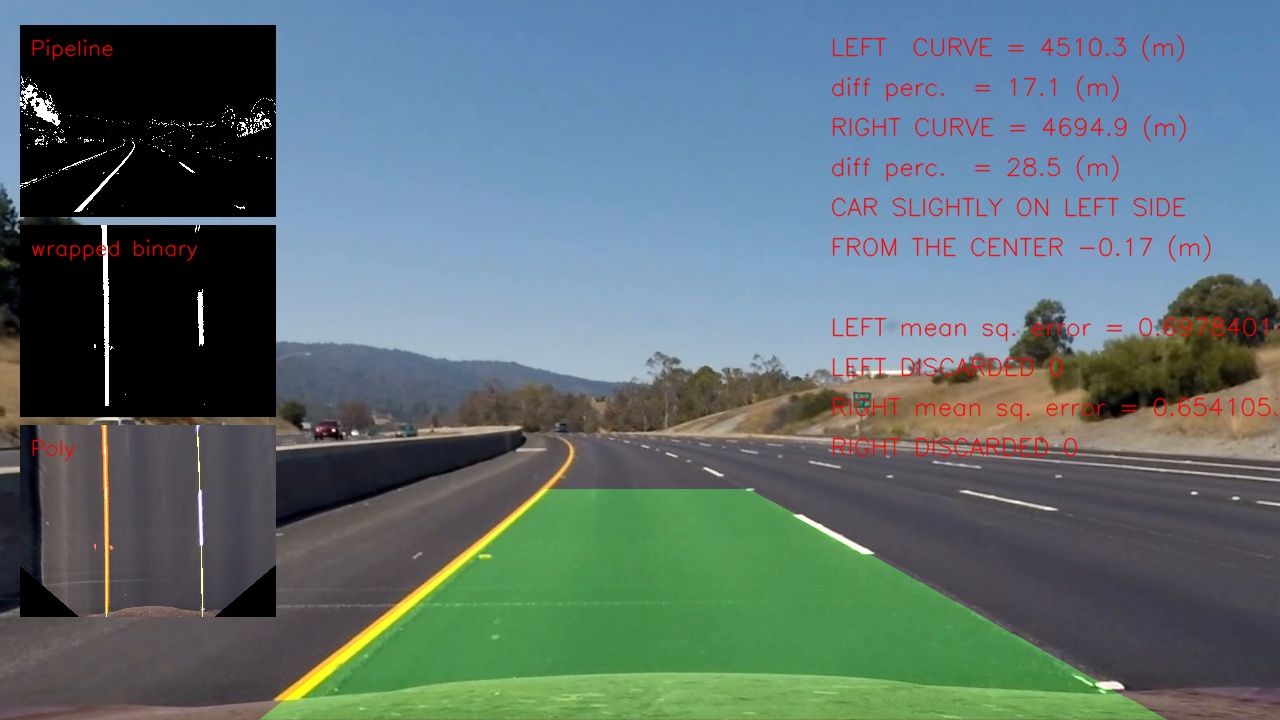 Pipeline
wrapped binary
Poly
LEFT CURVE = 4510.3 (m)
diff perc. = 17.1 (m)
RIGHT CURVE = 4694.9 (m)
diff perc. = 28.5 (m)
CAR SLIGHTLY ON LEFT SIDE
FROM THE CENTER -0.17 (m)
LEFT mean sq. error = 0.6978401
LEFT DISCARDED 0
RIGHT mean sq. error = 0.654105
RIGHT DISCARDED 0
EXIT